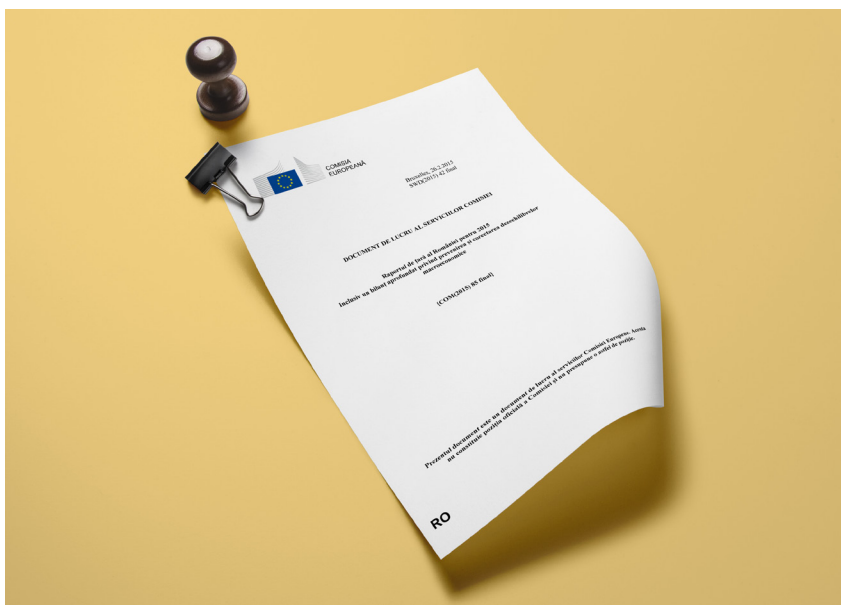 COMISIA
EUROPEANĂ
Bruxelles, 26.2.2015
SWD(2015) 42 final
DOCUMENT DE LUCRU AL SERVICIILOR COMISIEI
Raportul de țară al României pentru 2015
Inclusiv un bilanț aprofundat privind prevenirea și corectarea dezechilibrelor
macroeconomice
{COM(2015) 85 final}
Prezentul document este un document de lucru al serviciilor Comisiei Europene. Acesta
nu constituie poziția oficială a Comisiei și nu presupune o astfel de poziție.
RO